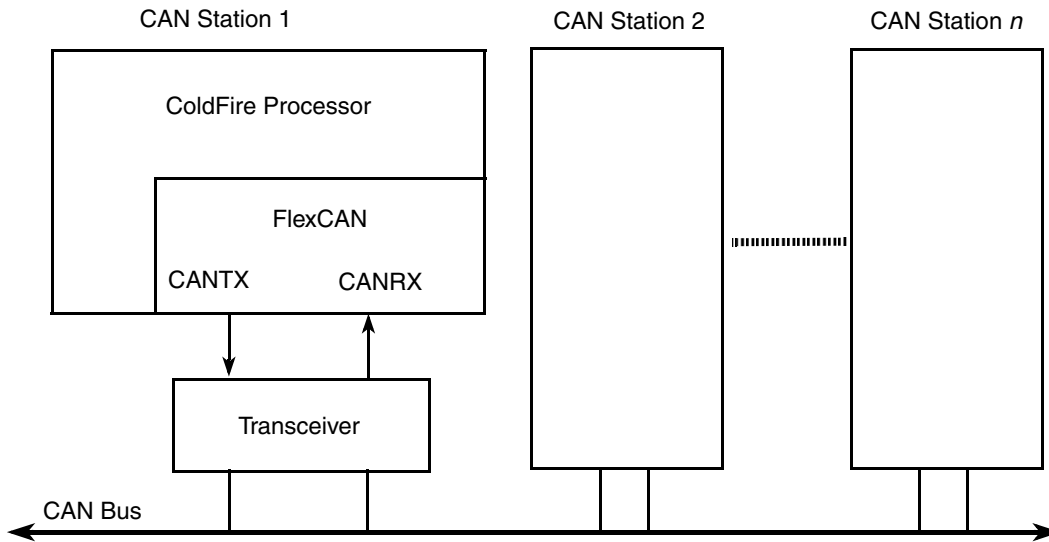 CAN Station 1
CAN Station 2
CAN Station n
ColdFire Processor
FlexCAN
CANTX
CANRX
Transceiver
CAN Bus